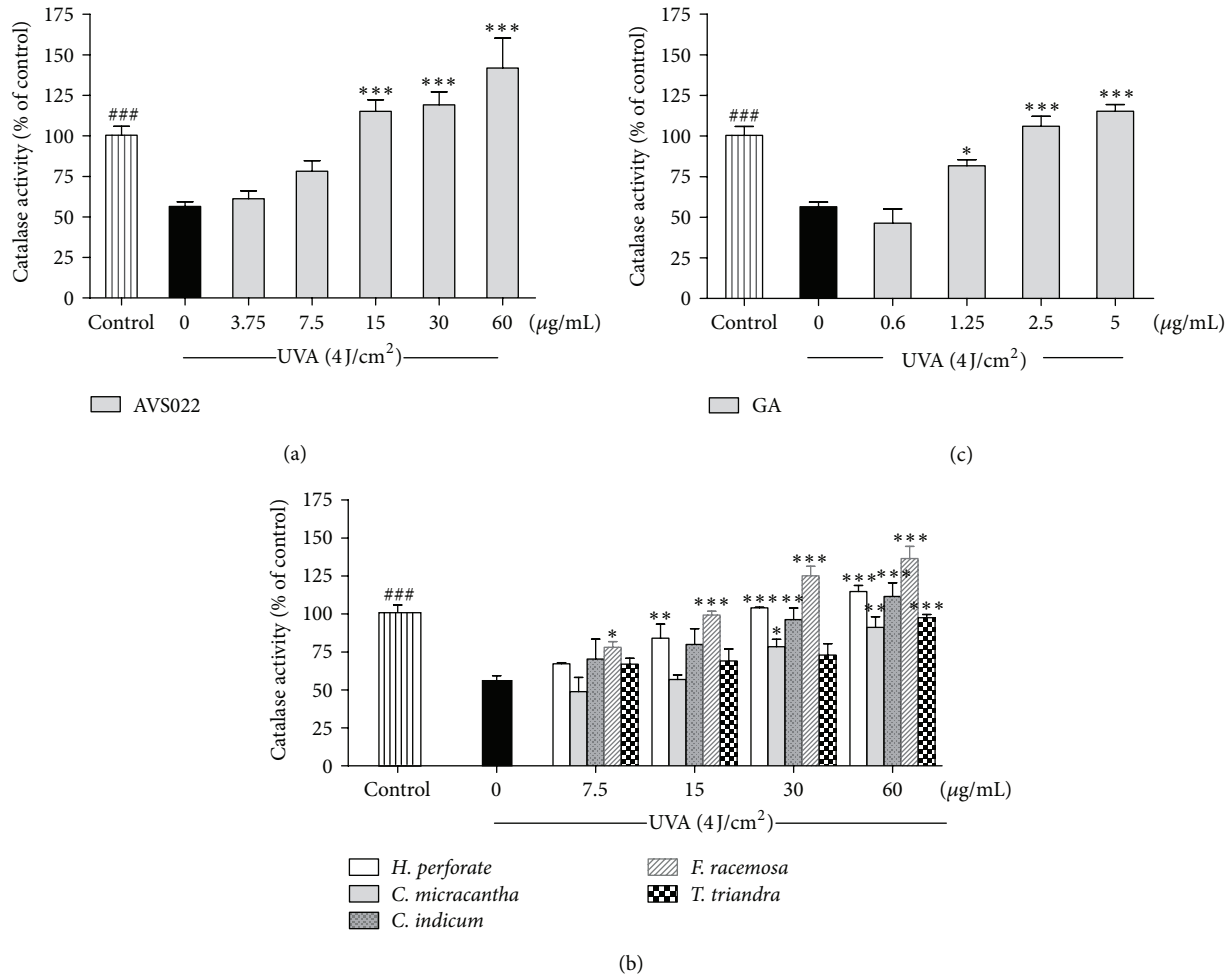 Catalase activity (% of control)
175
150
125
100
75
50
25
0
###
***
***
***
Control
0
3.75
7.5
15
30
60
(μg/mL)
UVA (4 J/cm²)
AVS022
(a)
Catalase activity (% of control)
175
150
125
100
75
50
25
0
###
*
***
***
Control
0
0.6
1.25
2.5
5
(μg/mL)
UVA (4 J/cm²)
GA
(c)
Catalase activity (% of control)
175
150
125
100
75
50
25
0
###
*
**
***
*****
*
***
***
**
***
***
***
Control
0
7.5
15
30
60
(μg/mL)
UVA (4 J/cm²)
H. perforate
C. micracantha
C. indicum
F. racemosa
T. triandra
(b)